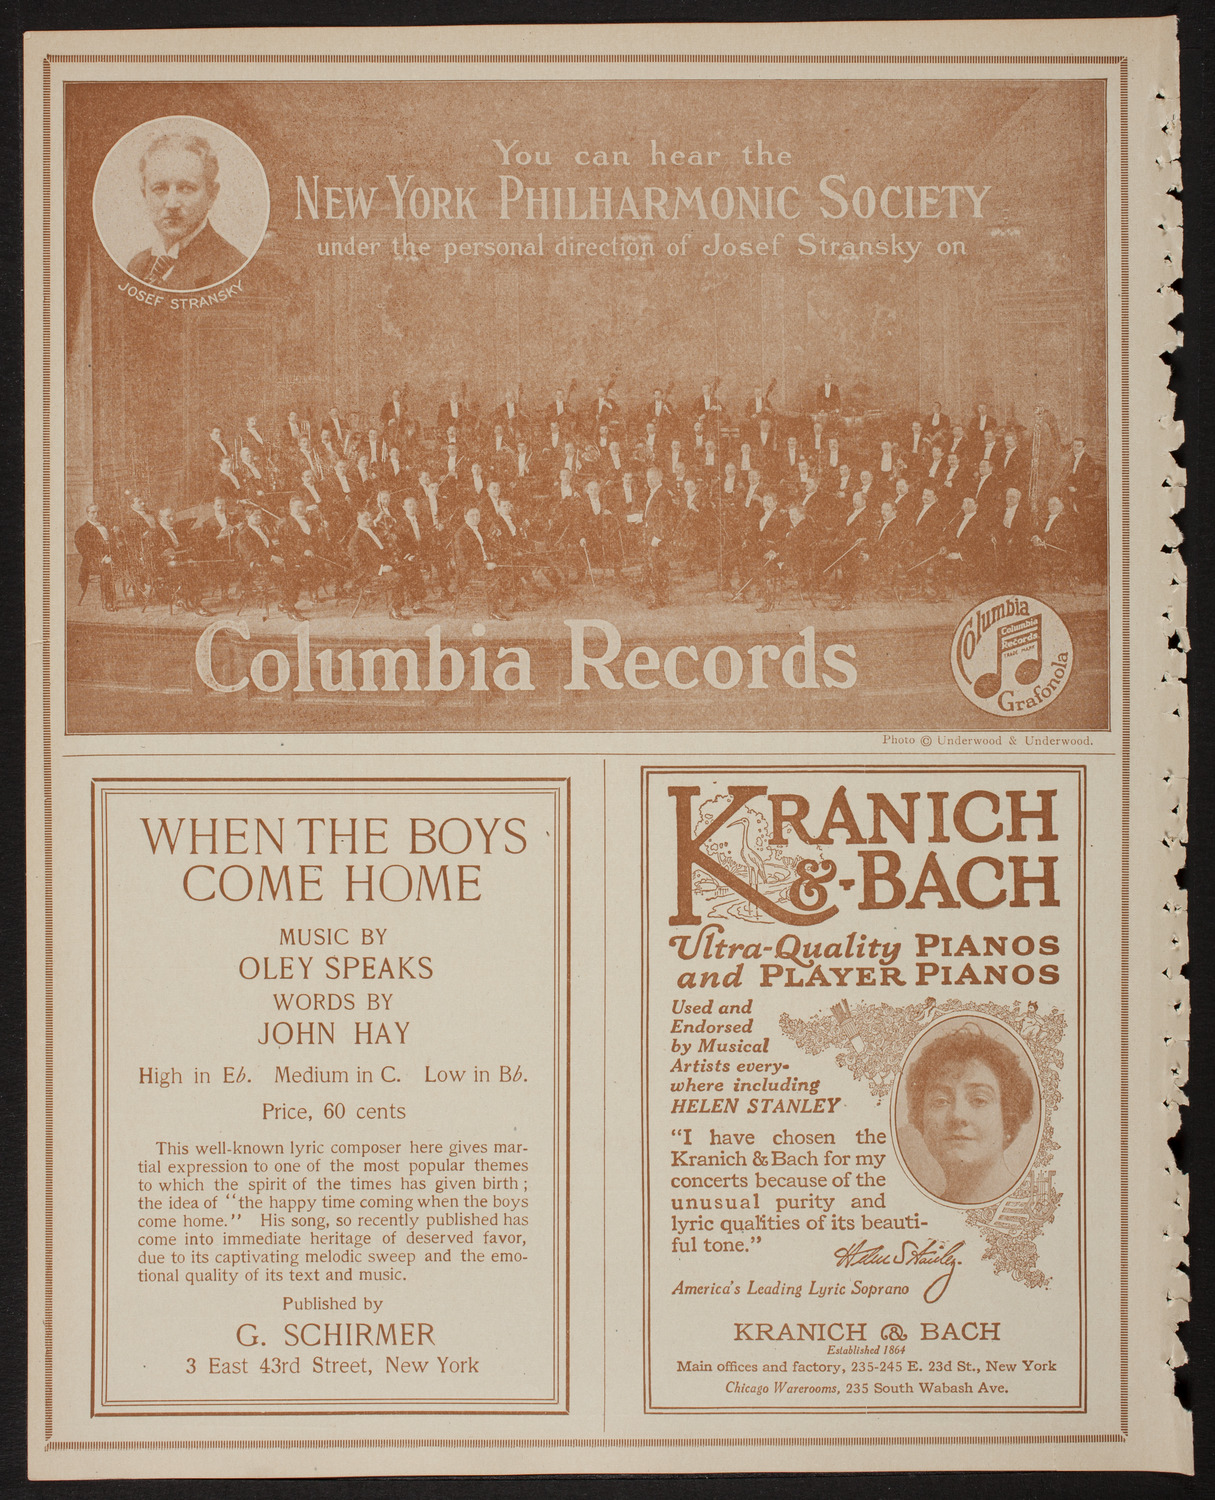 You can hear the
NEW YORK PHILHARMONIC SOCIETY
under the personal direction of Josef Stransky on
JOSEF STRANSKY
Columbia Records
Columbia
Columbia
Records
TRADE MARK
Grafonola
Photo © Underwood & Underwood.
WHEN THE BOYS
COME HOME
MUSIC BY
OLEY SPEAKS
WORDS BY
JOHN HAY
High in E♭. Medium in C. Low in B♭.
Price, 60 cents
This well-known lyric composer here gives mar-
tial expression to one of the most popular themes
to which the spirit of the times has given birth;
the idea of "the happy time coming when the boys
come home." His song, so recently published has
come into immediate heritage of deserved favor,
due to its captivating melodic sweep and the emo-
tional quality of its text and music.
Published by
G. SCHIRMER
3 East 43rd Street, New York
KRANICH
&-BACH
Ultra-Quality PIANOS
and PLAYER PIANOS
Used and
Endorsed
by Musical
Artists every-
where including
HELEN STANLEY
"I have chosen the
Kranich & Bach for my
concerts because of the
unusual purity and
lyric qualities of its beauti-
ful tone."
Helen Stanley.
America's Leading Lyric Soprano
KRANICH & BACH
Established 1864
Main offices and factory, 235-245 E. 23d St., New York
Chicago Warerooms, 235 South Wabash Ave.